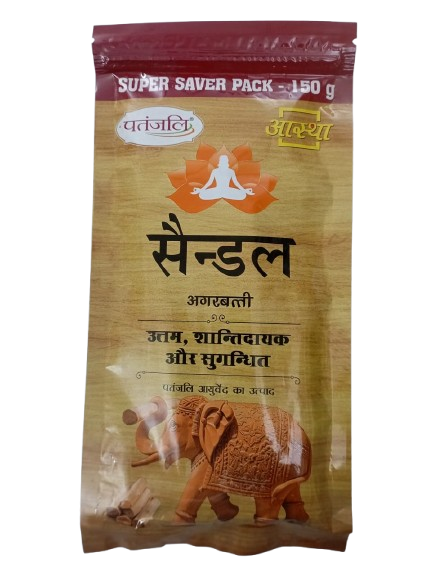 SUPER SAVER PACK - 150 g
पतंजलि®
आस्था
सैन्डल
अगरबत्ती
उत्तम, शान्तिदायक
और सुगन्धित
पतंजलि आयुर्वेद का उत्पाद